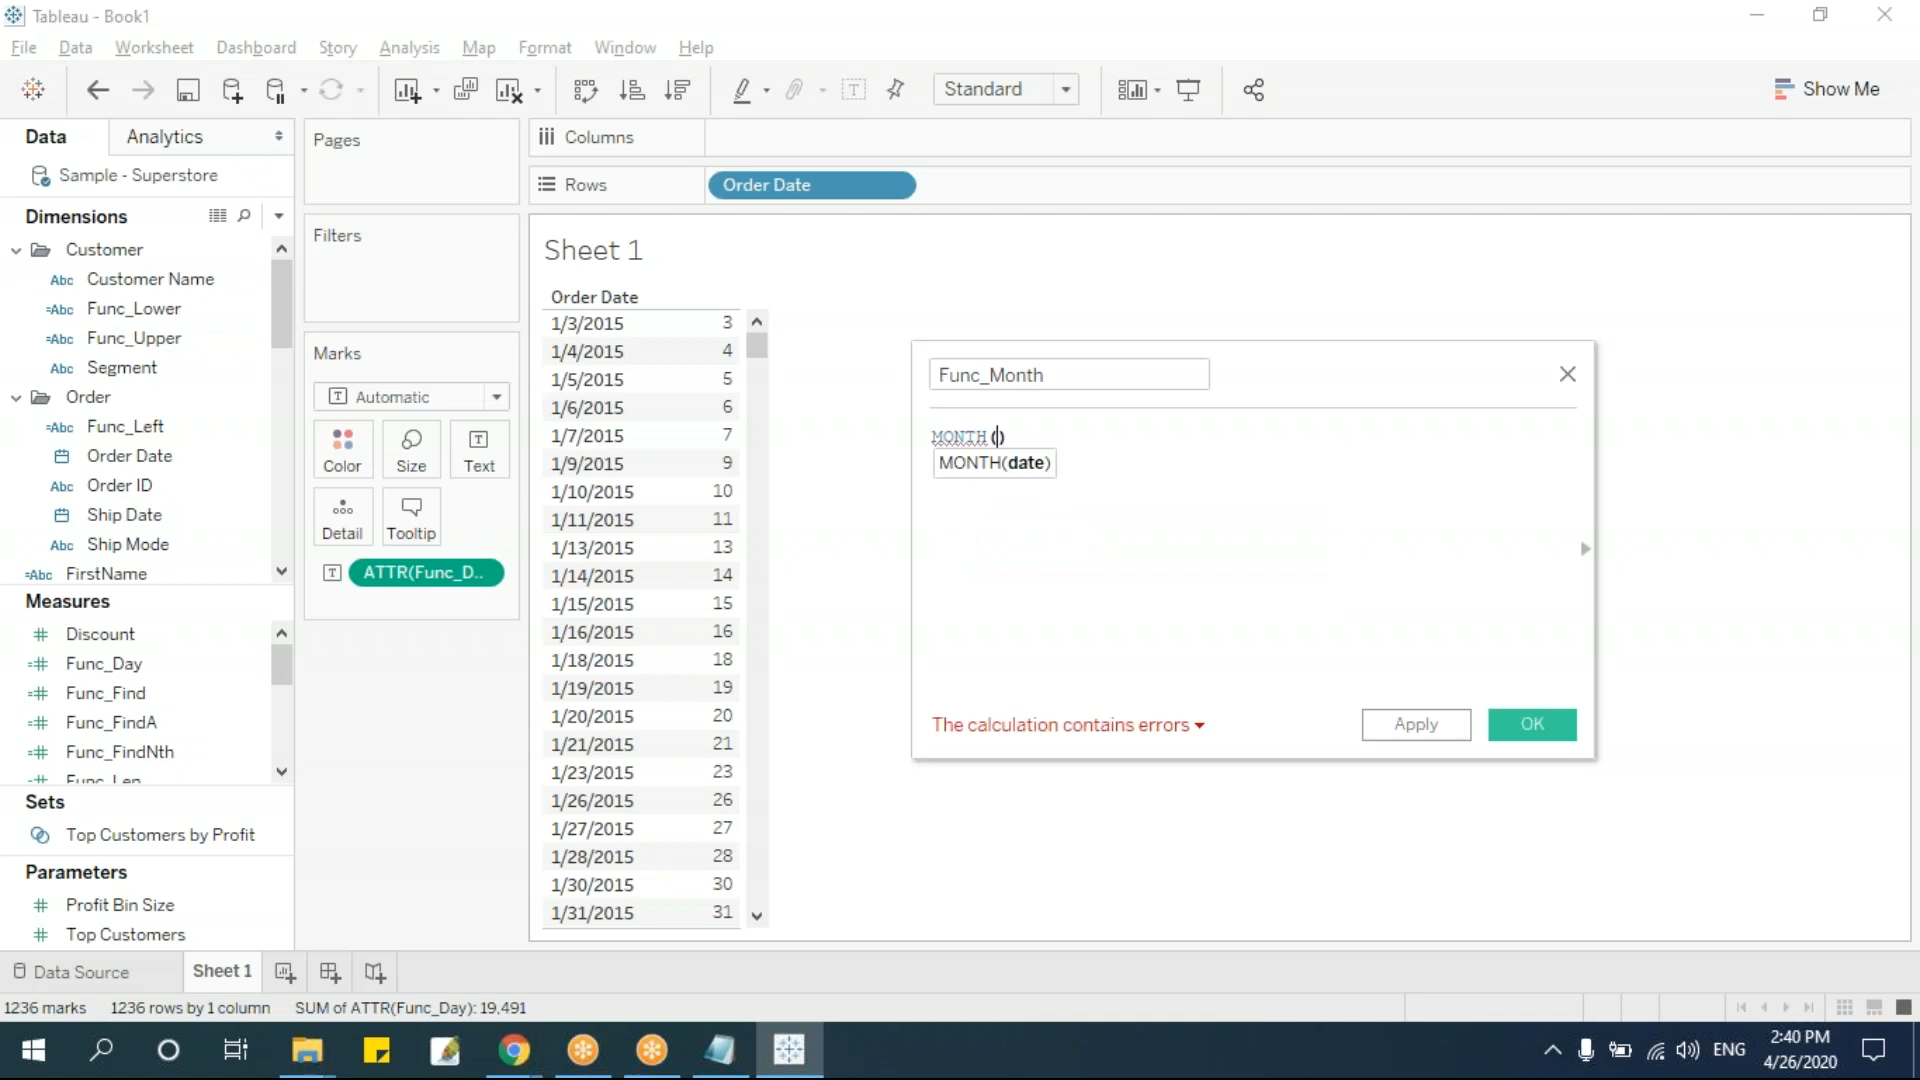 Tableau - Book1
File Data Worksheet Dashboard Story Analysis Map Format Window Help
Standard
Show Me
Data
Analytics
Sample - Superstore
Dimensions
Customer
Abc Customer Name
=Abc Func_Lower
=Abc Func_Upper
Abc Segment
Order
=Abc Func_Left
Order Date
Abc Order ID
Ship Date
Abc Ship Mode
=Abc FirstName
Measures
# Discount
=# Func_Day
=# Func_Find
=# Func_FindA
=# Func_FindNth
=# Func_Len
Sets
Top Customers by Profit
Parameters
# Profit Bin Size
# Top Customers
Pages
Filters
Marks
T Automatic
Color
Size
T Text
Detail
Tooltip
T ATTR(Func_D..
Columns
Rows
Order Date
Sheet 1
Order Date
1/3/2015 3
1/4/2015 4
1/5/2015 5
1/6/2015 6
1/7/2015 7
1/9/2015 9
1/10/2015 10
1/11/2015 11
1/13/2015 13
1/14/2015 14
1/15/2015 15
1/16/2015 16
1/18/2015 18
1/19/2015 19
1/20/2015 20
1/21/2015 21
1/23/2015 23
1/26/2015 26
1/27/2015 27
1/28/2015 28
1/30/2015 30
1/31/2015 31
Func_Month
MONTH()
MONTH(date)
The calculation contains errors
Apply
OK
Data Source
Sheet 1
1236 marks 1236 rows by 1 column SUM of ATTR(Func_Day): 19,491
ENG
2:40 PM
4/26/2020